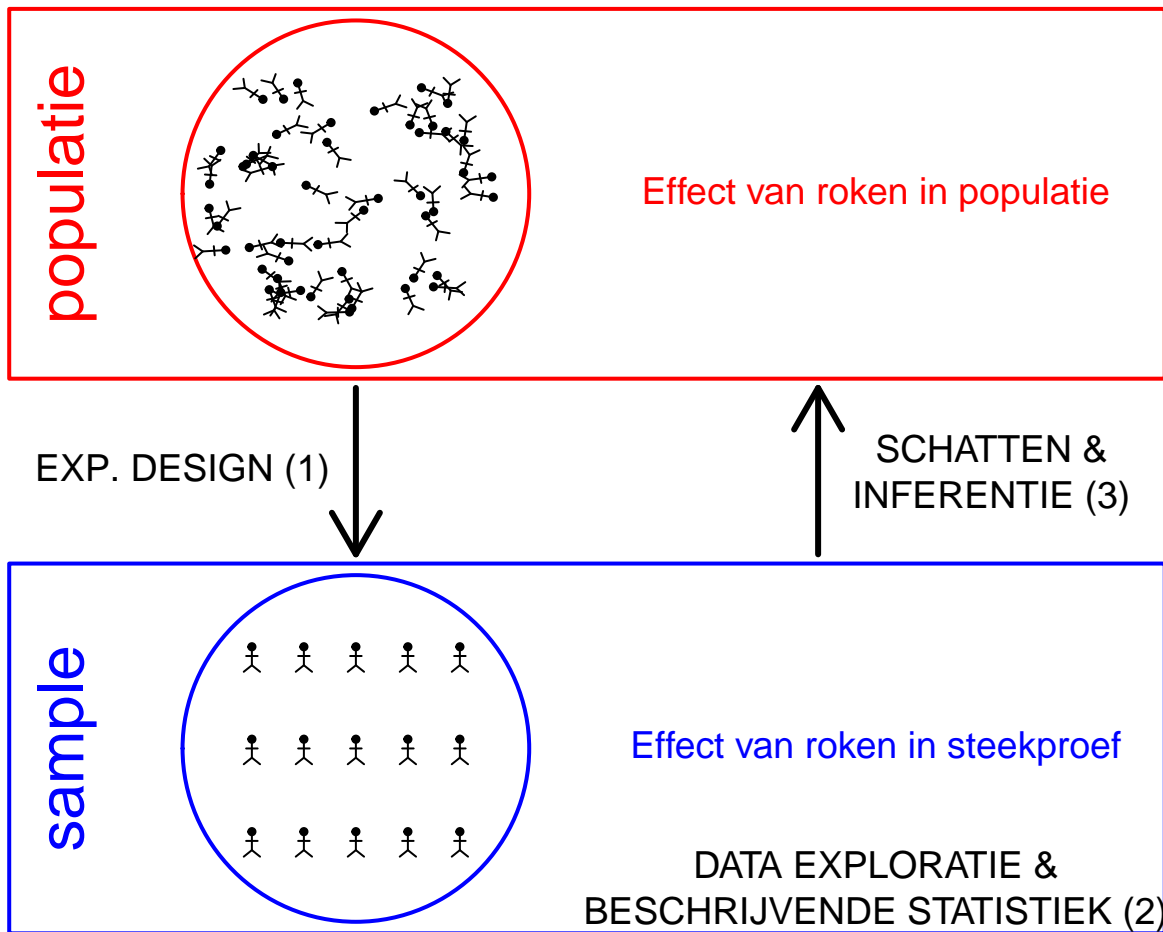 populatie
Effect van roken in populatie
EXP. DESIGN (1)
SCHATTEN &
INFERENTIE (3)
sample
Effect van roken in steekproef
DATA EXPLORATIE &
BESCHRIJVENDE STATISTIEK (2)